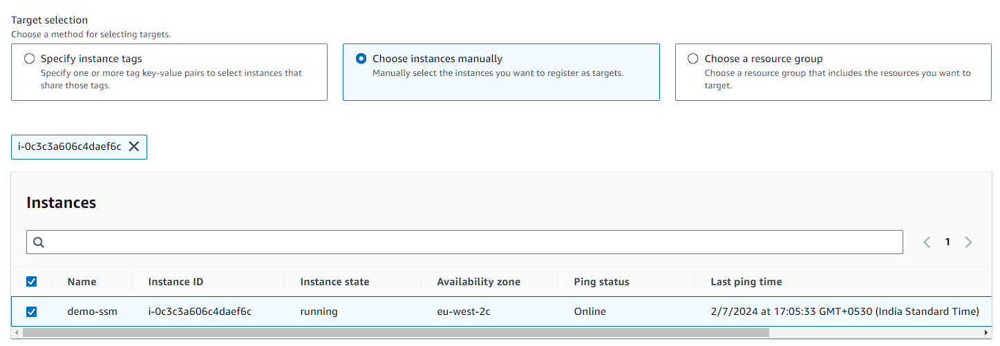 Target selection
Choose a method for selecting targets.
Specify instance tags
Specify one or more tag key-value pairs to select instances that
share those tags.
Choose instances manually
Manually select the instances you want to register as targets.
Choose a resource group
Choose a resource group that includes the resources you want to
target.
i-0c3c3a606c4daef6c
Instances
1
Name Instance ID Instance state Availability zone Ping status Last ping time
demo-ssm i-0c3c3a606c4daef6c running eu-west-2c Online 2/7/2024 at 17:05:33 GMT+0530 (India Standard Time)